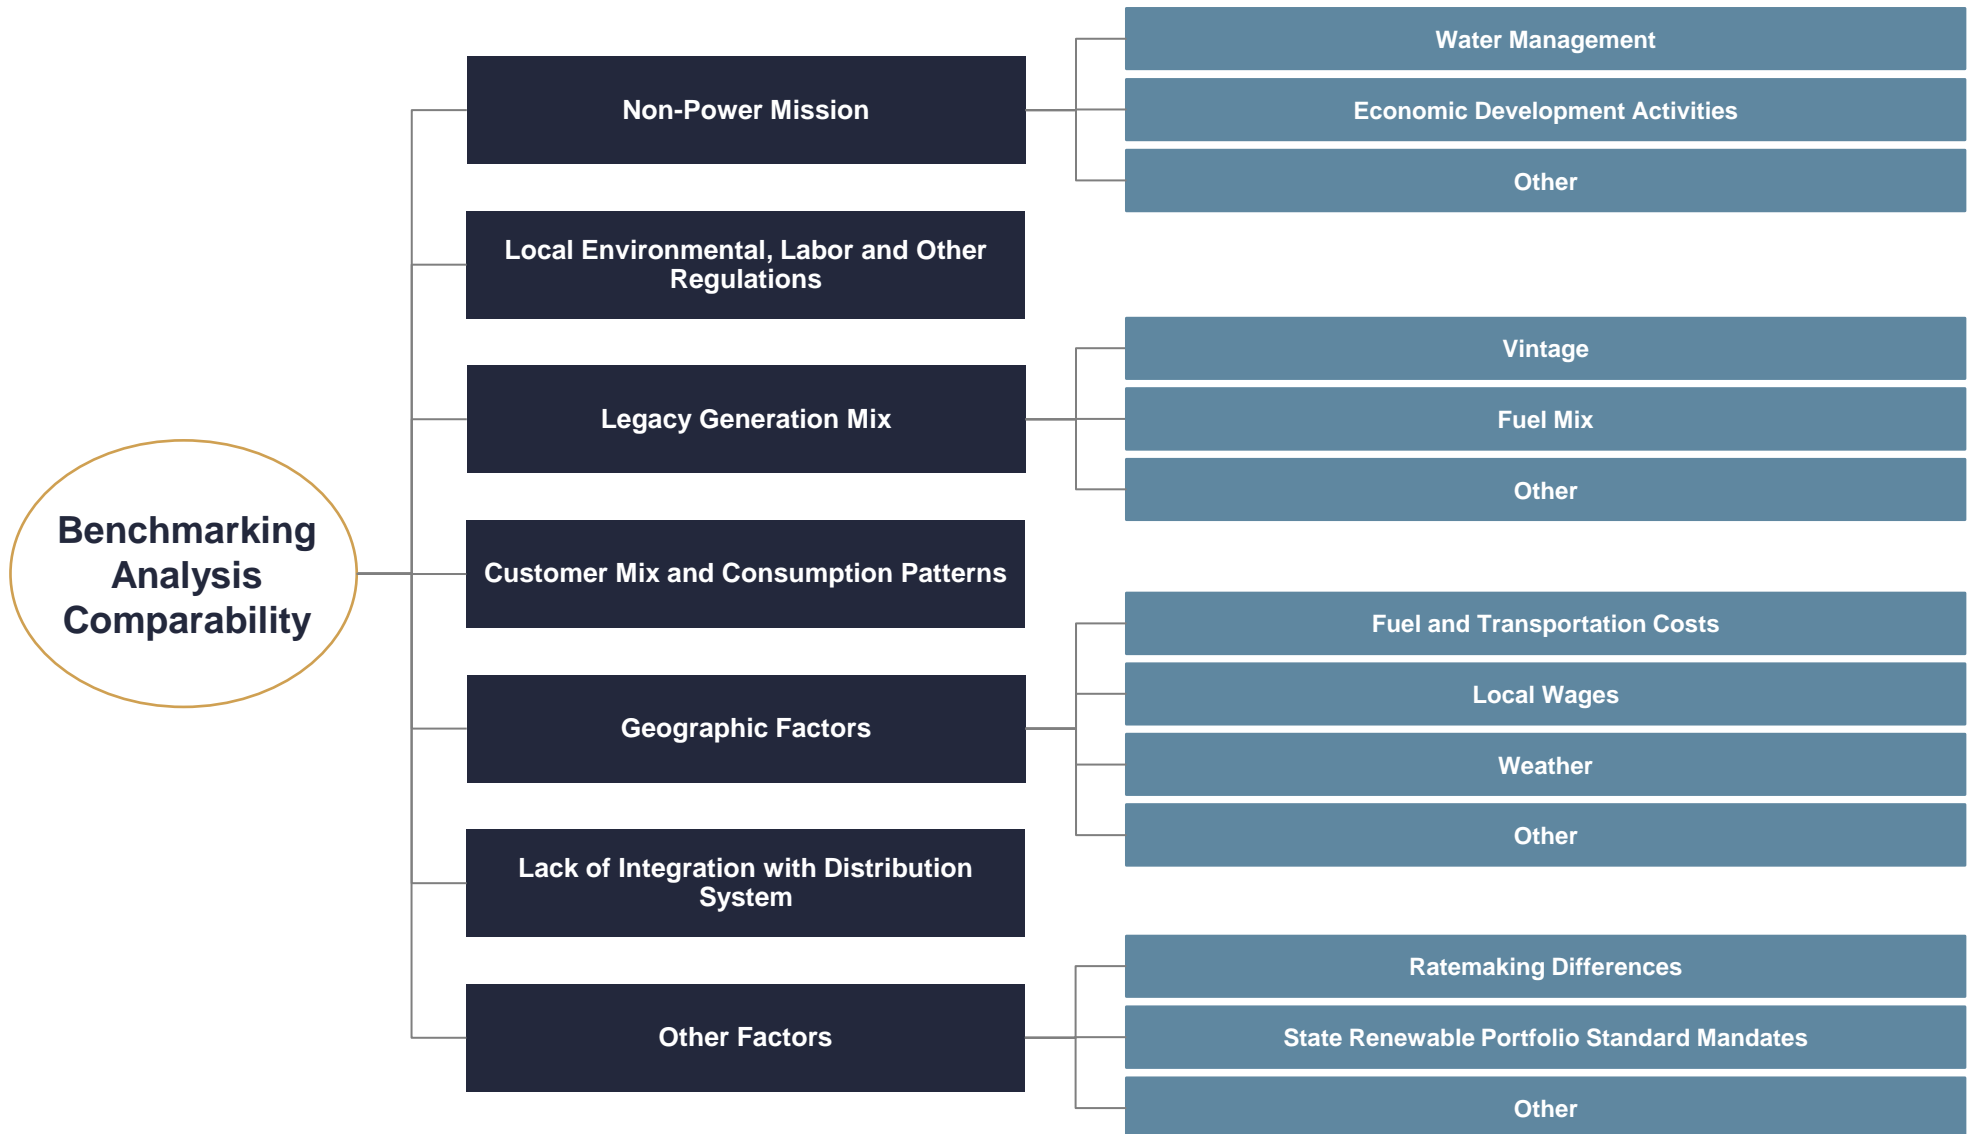 Benchmarking
Analysis
Comparability
Non-Power Mission
Water Management
Economic Development Activities
Other
Local Environmental, Labor and Other
Regulations
Legacy Generation Mix
Vintage
Fuel Mix
Other
Customer Mix and Consumption Patterns
Geographic Factors
Fuel and Transportation Costs
Local Wages
Weather
Other
Lack of Integration with Distribution
System
Other Factors
Ratemaking Differences
State Renewable Portfolio Standard Mandates
Other